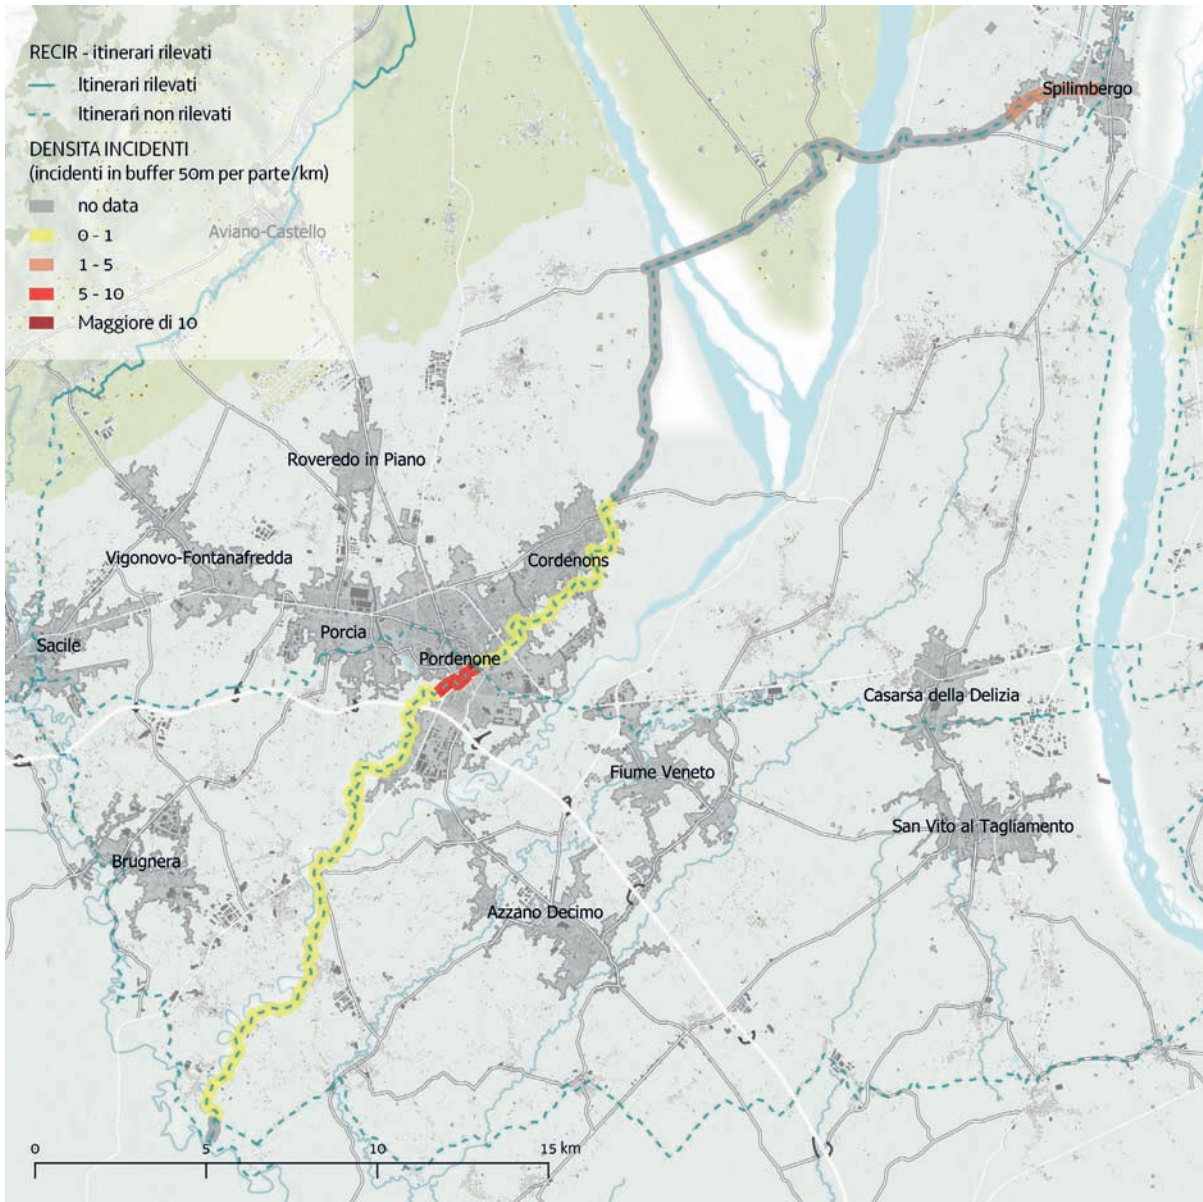 RECIR - itinerari rilevati
Itinerari rilevati
Itinerari non rilevati
DENSITA INCIDENTI
(incidenti in buffer 50m per parte/km)
no data
0 - 1
1 - 5
5 - 10
Maggiore di 10
Aviano-Castello
Spilimbergo
Roveredo in Piano
Vigonovo-Fontanafredda
Cordenons
Porcia
Sacile
Pordenone
Casarsa della Delizia
Fiume Veneto
San Vito al Tagliamento
Brugnera
Azzano Decimo
0 5 10 15 km